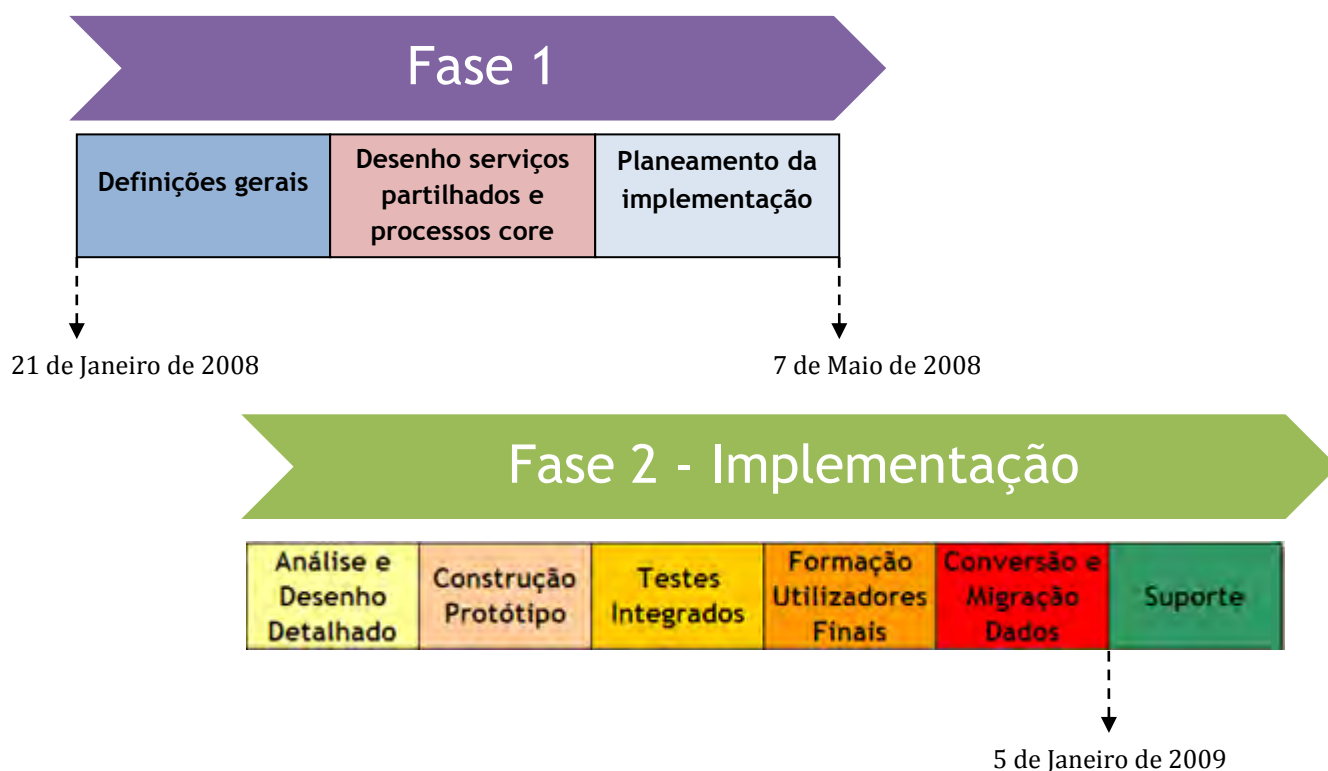 Fase 1
Definições gerais
Desenho serviços
partilhados e
processos core
Planeamento da
implementação
21 de Janeiro de 2008
7 de Maio de 2008
Fase 2 - Implementação
Análise e
Desenho
Detalhado
Construção
Protótipo
Testes
Integrados
Formação
Utilizadores
Finais
Conversão e
Migração
Dados
Suporte
5 de Janeiro de 2009